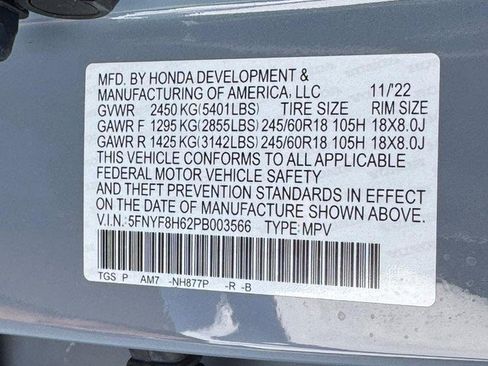 MFD. BY HONDA DEVELOPMENT &
MANUFACTURING OF AMERICA, LLC 11/'22
GVWR 2450 KG(5401LBS) TIRE SIZE RIM SIZE
GAWR F 1295 KG(2855LBS) 245/60R18 105H 18X8.0J
GAWR R 1425 KG(3142LBS) 245/60R18 105H 18X8.0J
THIS VEHICLE CONFORMS TO ALL APPLICABLE
FEDERAL MOTOR VEHICLE SAFETY
AND THEFT PREVENTION STANDARDS IN EFFECT
ON THE DATE OF MANUFACTURE SHOWN ABOVE.
V.I.N.: 5FNYF8H62PB003566 TYPE: MPV
TGS P AM7 -NH877P -R -B